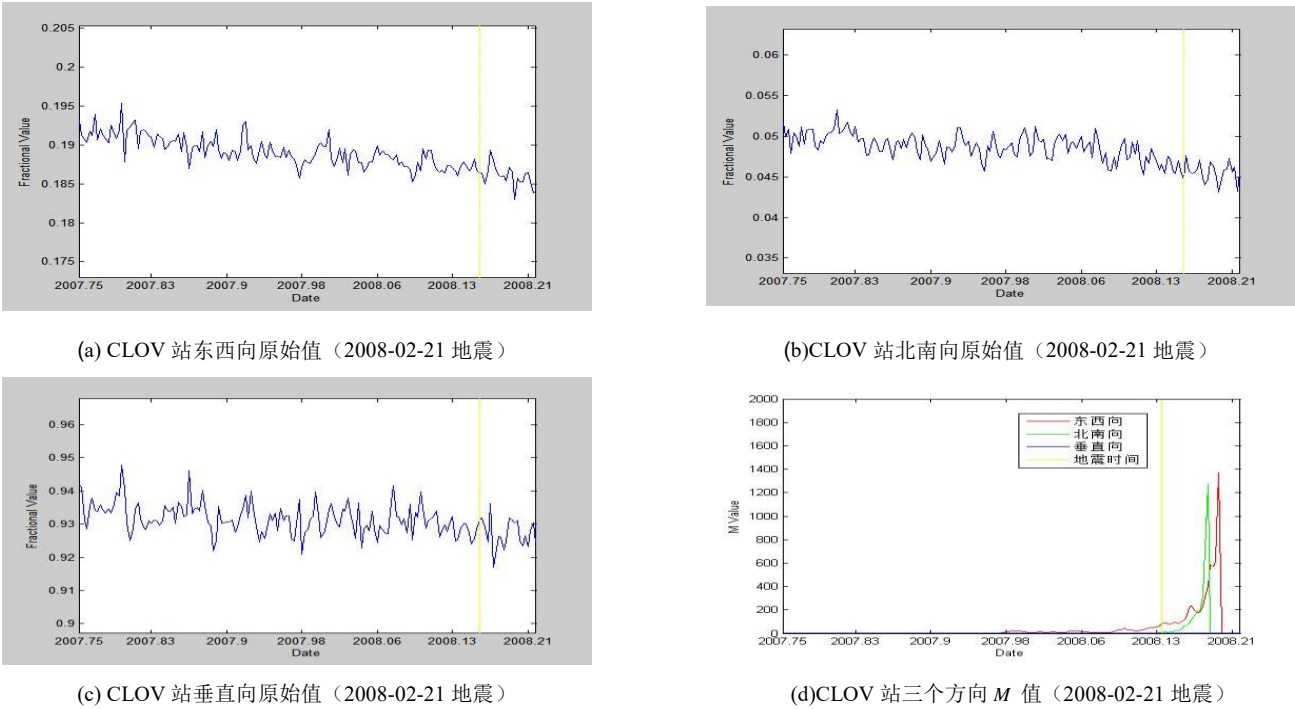 0.205
0.2
0.195
0.19
0.185
0.18
0.175
Fractional Value
2007.75 2007.83 2007.9 2007.98 2008.06 2008.13 2008.21
Date
(a) CLOV 站东西向原始值（2008-02-21 地震）
0.06
0.055
0.05
0.045
0.04
0.035
Fractional Value
2007.75 2007.83 2007.9 2007.98 2008.06 2008.13 2008.21
Date
(b)CLOV 站北南向原始值（2008-02-21 地震）
0.96
0.95
0.94
0.93
0.92
0.91
0.9
Fractional Value
2007.75 2007.83 2007.9 2007.98 2008.06 2008.13 2008.21
Date
(c) CLOV 站垂直向原始值（2008-02-21 地震）
2000
1800
1600
1400
1200
1000
800
600
400
200
0
M Value
东西向
北南向
垂直向
地震时间
2007.75 2007.83 2007.9 2007.98 2008.06 2008.13 2008.21
Date
(d)CLOV 站三个方向 M 值（2008-02-21 地震）